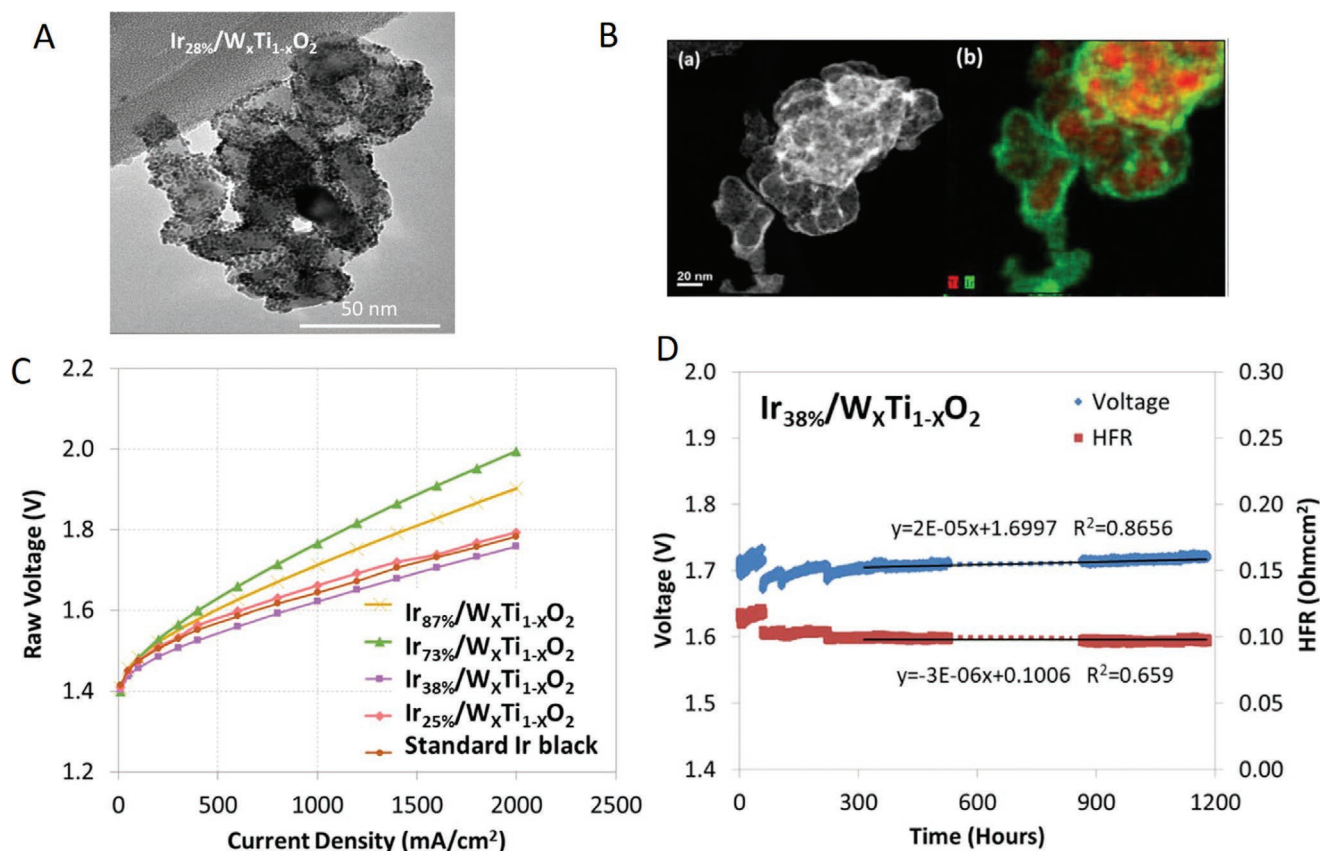 A
Ir28%/WxTi1-xO2
50 nm
B
(a)
(b)
20 nm
Ti Ir
C
2.2
2.0
1.8
1.6
1.4
1.2
Raw Voltage (V)
0 500 1000 1500 2000 2500
Current Density (mA/cm²)
Ir87%/WxTi1-xO2
Ir73%/WxTi1-xO2
Ir38%/WxTi1-xO2
Ir25%/WxTi1-xO2
Standard Ir black
D
2.0
1.9
1.8
1.7
1.6
1.5
1.4
Voltage (V)
Ir38%/WXTi1-XO2
Voltage
HFR
y=2E-05x+1.6997 R²=0.8656
y=-3E-06x+0.1006 R²=0.659
0.30
0.25
0.20
0.15
0.10
0.05
0.00
HFR (Ohmcm²)
0 300 600 900 1200
Time (Hours)